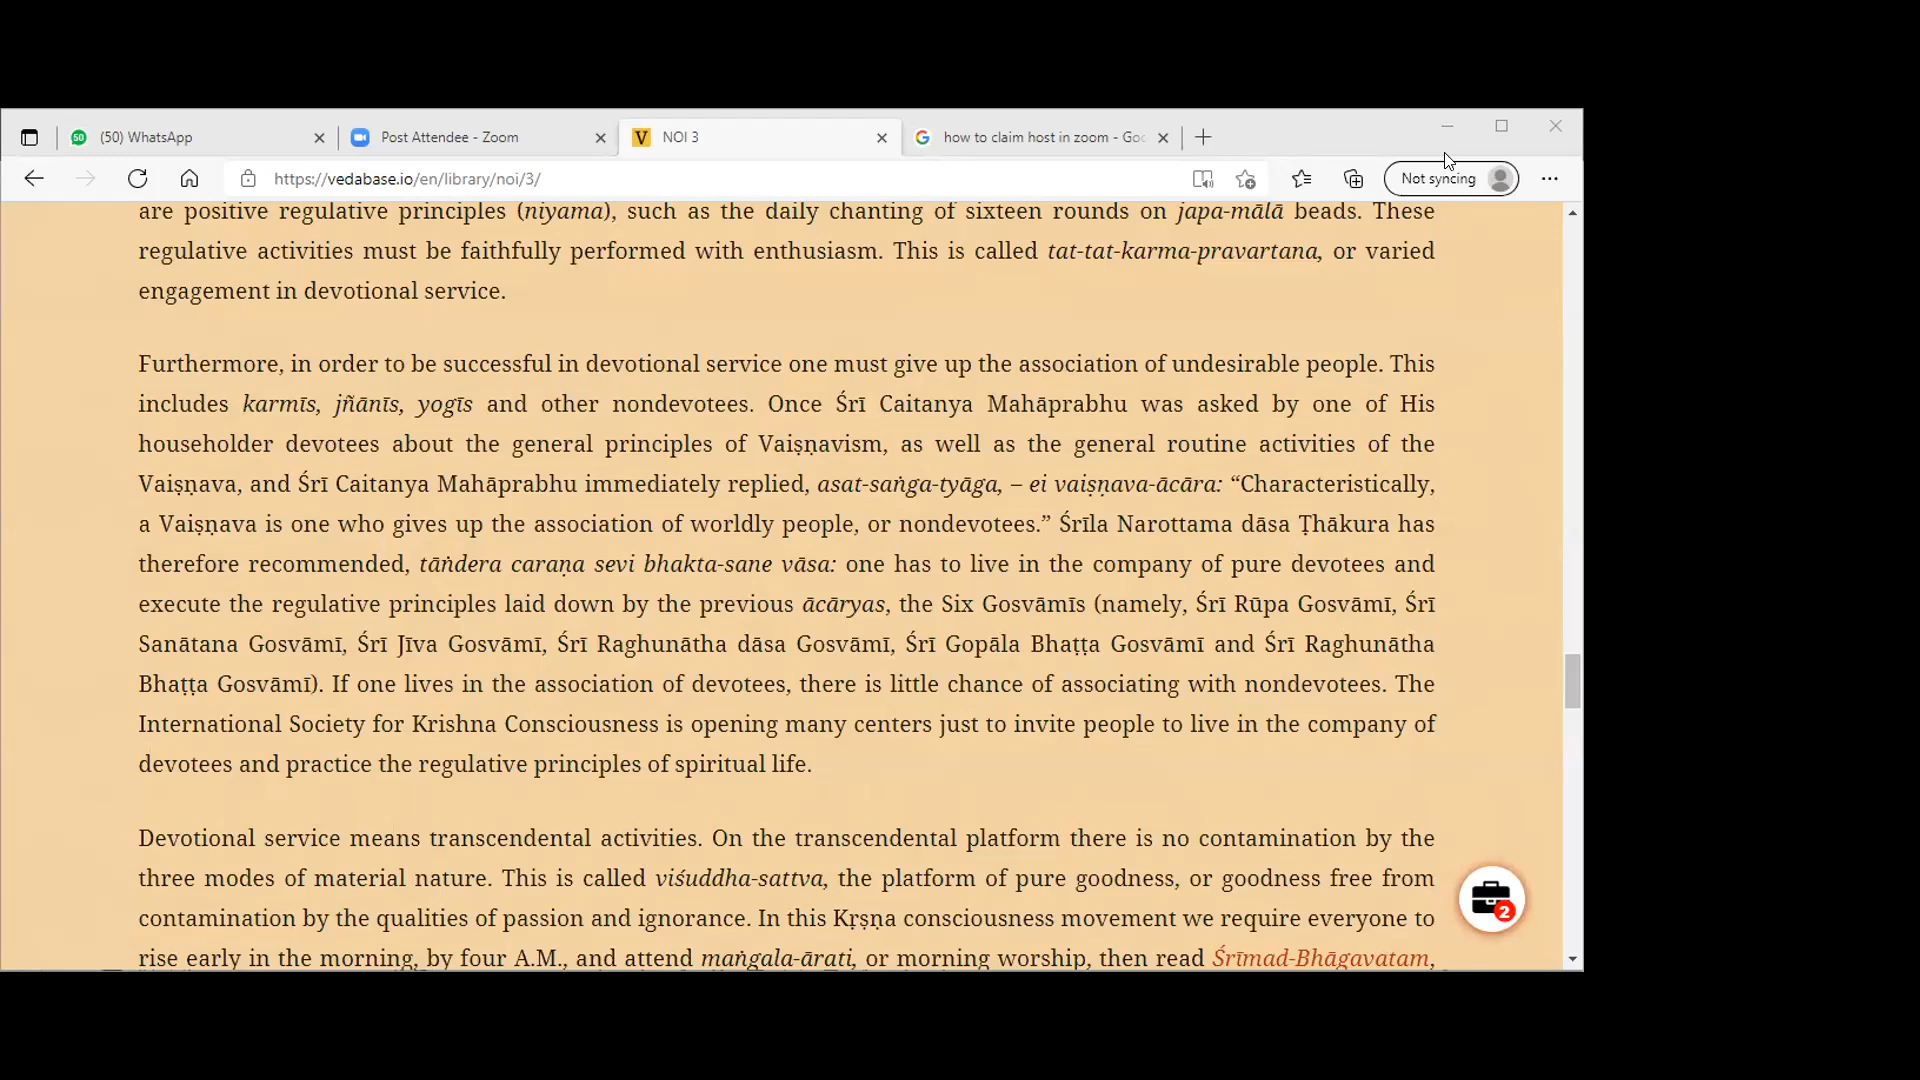 (50) WhatsApp
Post Attendee - Zoom
NOI 3
how to claim host in zoom - Goo
https://vedabase.io/en/library/noi/3/
Not syncing
are positive regulative principles (niyama), such as the daily chanting of sixteen rounds on japa-mālā beads. These
regulative activities must be faithfully performed with enthusiasm. This is called tat-tat-karma-pravartana, or varied
engagement in devotional service.
Furthermore, in order to be successful in devotional service one must give up the association of undesirable people. This
includes karmīs, jñānīs, yogīs and other nondevotees. Once Śrī Caitanya Mahāprabhu was asked by one of His
householder devotees about the general principles of Vaiṣṇavism, as well as the general routine activities of the
Vaiṣṇava, and Śrī Caitanya Mahāprabhu immediately replied, asat-saṅga-tyāga, – ei vaiṣṇava-ācāra: “Characteristically,
a Vaiṣṇava is one who gives up the association of worldly people, or nondevotees.” Śrīla Narottama dāsa Ṭhākura has
therefore recommended, tāṅdera caraṇa sevi bhakta-sane vāsa: one has to live in the company of pure devotees and
execute the regulative principles laid down by the previous ācāryas, the Six Gosvāmīs (namely, Śrī Rūpa Gosvāmī, Śrī
Sanātana Gosvāmī, Śrī Jīva Gosvāmī, Śrī Raghunātha dāsa Gosvāmī, Śrī Gopāla Bhaṭṭa Gosvāmī and Śrī Raghunātha
Bhaṭṭa Gosvāmī). If one lives in the association of devotees, there is little chance of associating with nondevotees. The
International Society for Krishna Consciousness is opening many centers just to invite people to live in the company of
devotees and practice the regulative principles of spiritual life.
Devotional service means transcendental activities. On the transcendental platform there is no contamination by the
three modes of material nature. This is called viśuddha-sattva, the platform of pure goodness, or goodness free from
contamination by the qualities of passion and ignorance. In this Kṛṣṇa consciousness movement we require everyone to
rise early in the morning, by four A.M., and attend maṅgala-ārati, or morning worship, then read Śrīmad-Bhāgavatam,
2